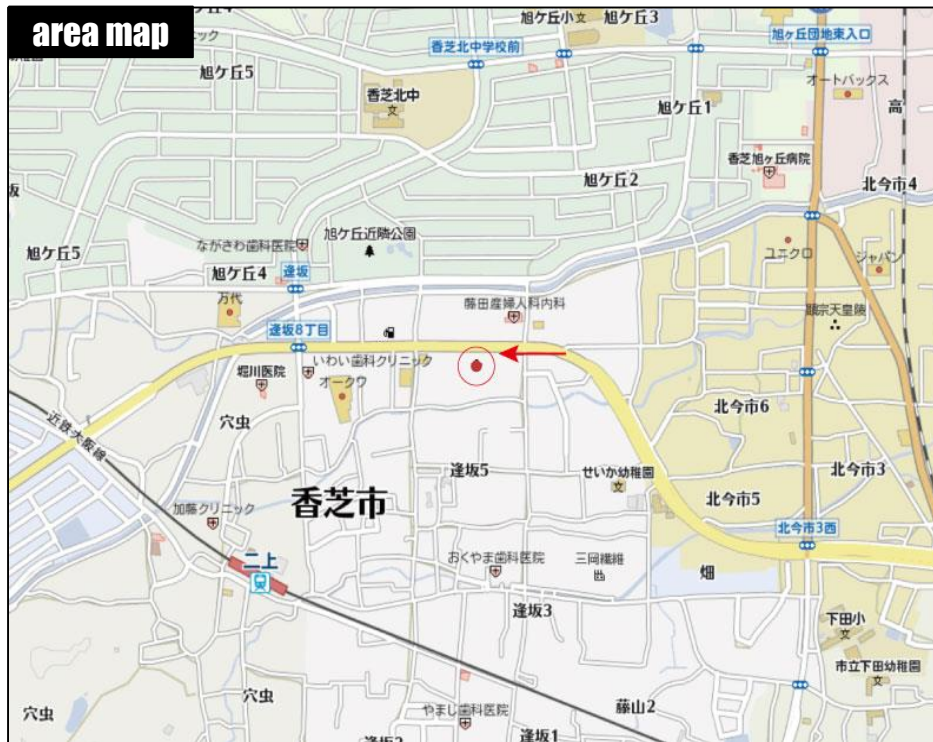 area map
旭ケ丘小
旭ケ丘3
香芝北中学校前
旭ケ丘団地東入口
旭ケ丘5
オートバックス
香芝北中
旭ケ丘1
高
香芝旭ヶ丘病院
旭ケ丘2
北今市4
旭ケ丘近隣公園
ながさわ歯科医院
旭ケ丘5
旭ケ丘4
逢坂
ユニクロ
ジャパン
万代
藤田産婦人科内科
顕宗天皇陵
逢坂8丁目
いわい歯科クリニック
堀川医院
オークワ
北今市6
穴虫
近鉄大阪線
逢坂5
せいか幼稚園
北今市3
香芝市
北今市5
加藤クリニック
北今市3西
二上
おくやま歯科医院
三岡繊維
畑
逢坂3
下田小
市立下田幼稚園
穴虫
穴虫
やまじ歯科医院
藤山2
逢坂1